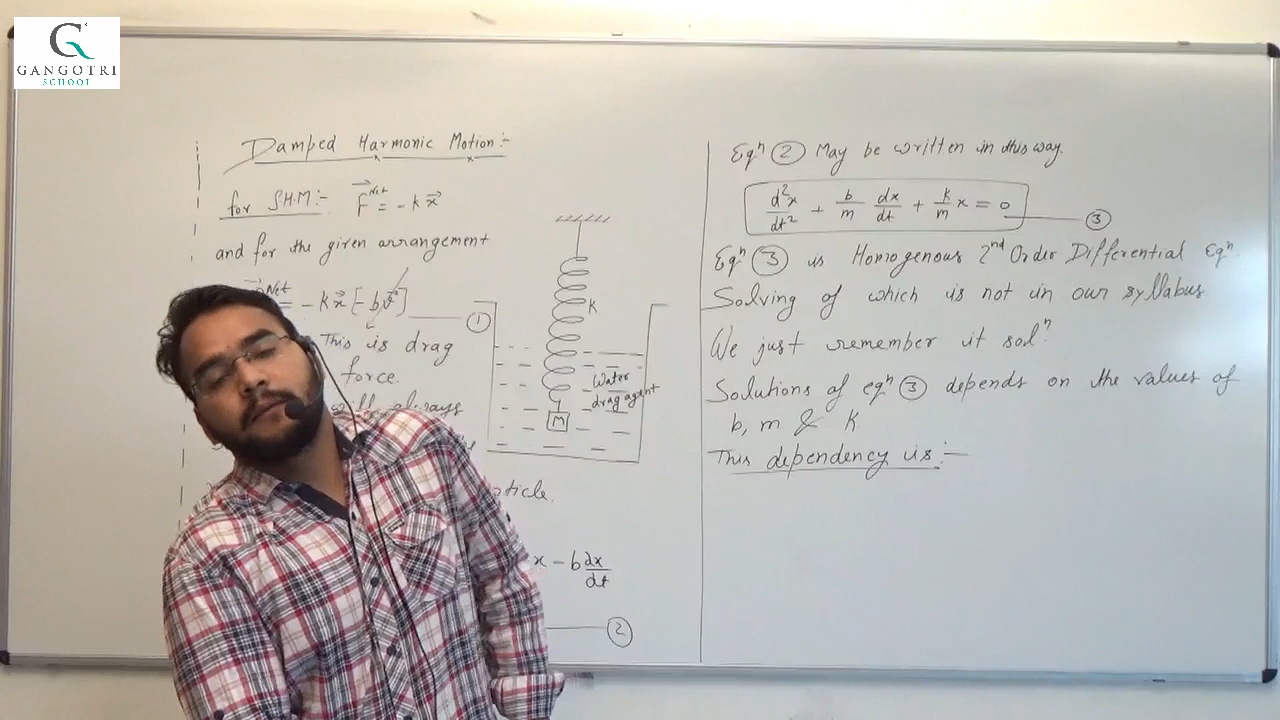 GANGOTRI
SCHOOL
Damped Harmonic Motion:-
for S.H.M:- F⃗ᴺᵉᵗ = -k x⃗
and for the given arrangement
Net = - k x⃗ [- b v⃗] ①
This is drag
force.
will always
rticle.
x - b dx/dt
②
K
Water
drag agent
M
Eqⁿ ② May be written in this way.
d²x/dt² + b/m dx/dt + k/m x = 0 ③
Eqⁿ ③ is Homogenous 2ⁿᵈ Order Differential Eqⁿ.
Solving of which is not in our syllabus
We just remember it solⁿ
Solutions of eqⁿ ③ depends on the values of
b, m & K
This dependency is:-